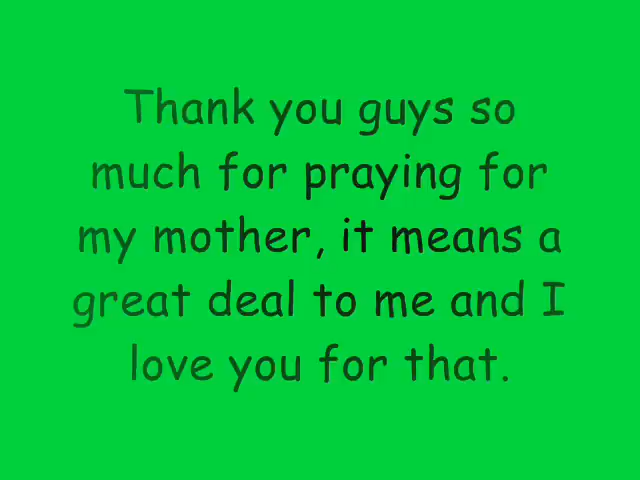 Thank you guys so
much for praying for
my mother, it means a
great deal to me and I
love you for that.